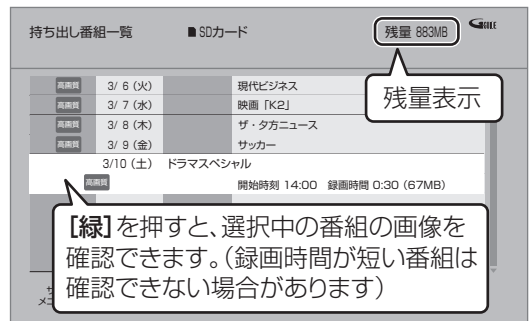 持ち出し番組一覧 SDカード 残量 883MB
残量表示
高画質 3/ 6 (火) 現代ビジネス
高画質 3/ 7 (水) 映画「K2」
高画質 3/ 8 (木) ザ・夕方ニュース
高画質 3/ 9 (金) サッカー
3/10 (土) ドラマスペシャル
高画質 開始時刻 14:00 録画時間 0:30 (67MB)
[緑]を押すと、選択中の番組の画像を
確認できます。(録画時間が短い番組は
確認できない場合があります)